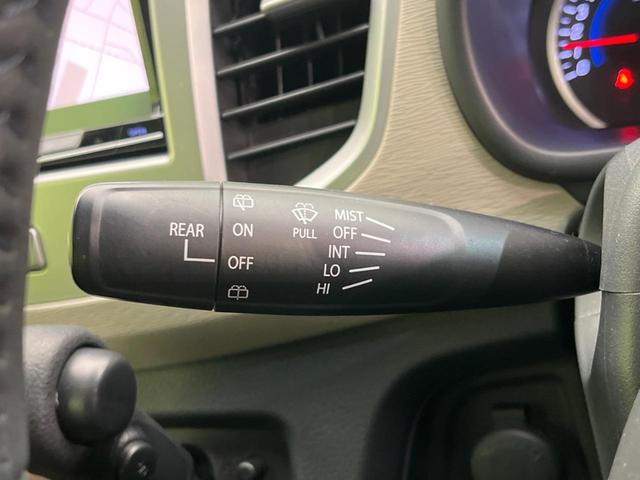 REAR
ON
OFF
PULL
MIST
OFF
INT
LO
HI